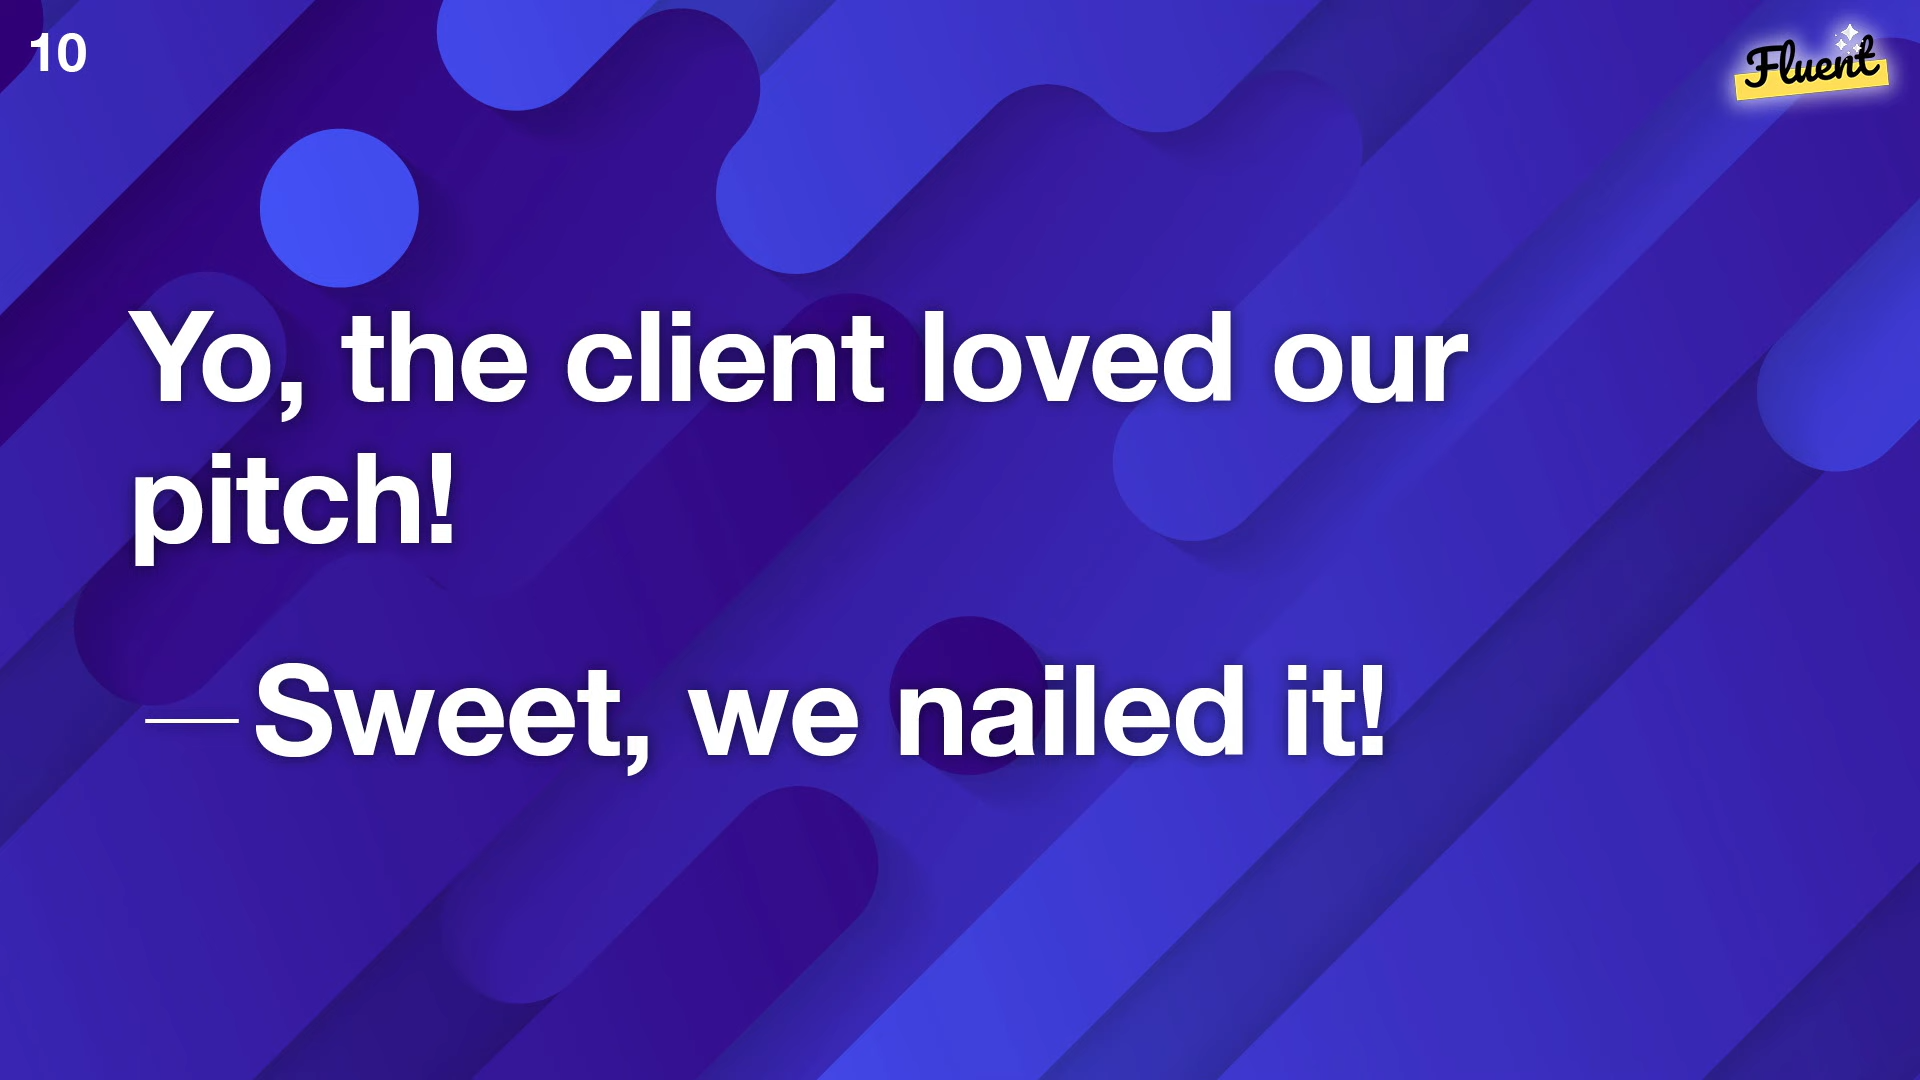 10
Fluent
Yo, the client loved our
pitch!
— Sweet, we nailed it!